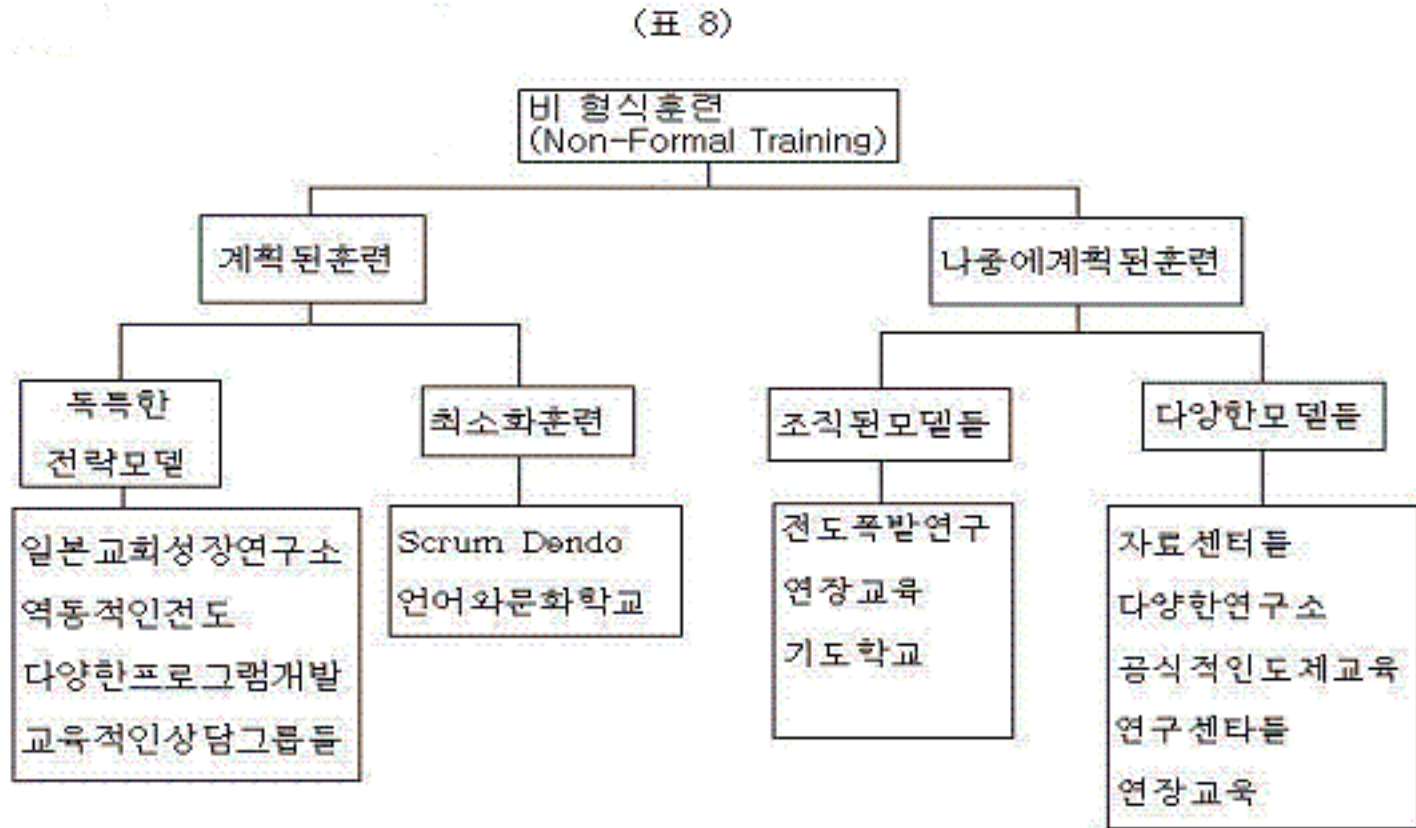 (표 8)
비 형식훈련
(Non-Formal Training)
계획된훈련
나중에계획된훈련
독특한
전략모델
최소화훈련
조직된모델들
다양한모델들
일본교회성장연구소
역동적인전도
다양한프로그램개발
교육적인상담그룹들
Scrum Dendo
언어와문화학교
전도폭발연구
연장교육
기도학교
자료센터들
다양한연구소
공식적인도제교육
연구센타들
연장교육